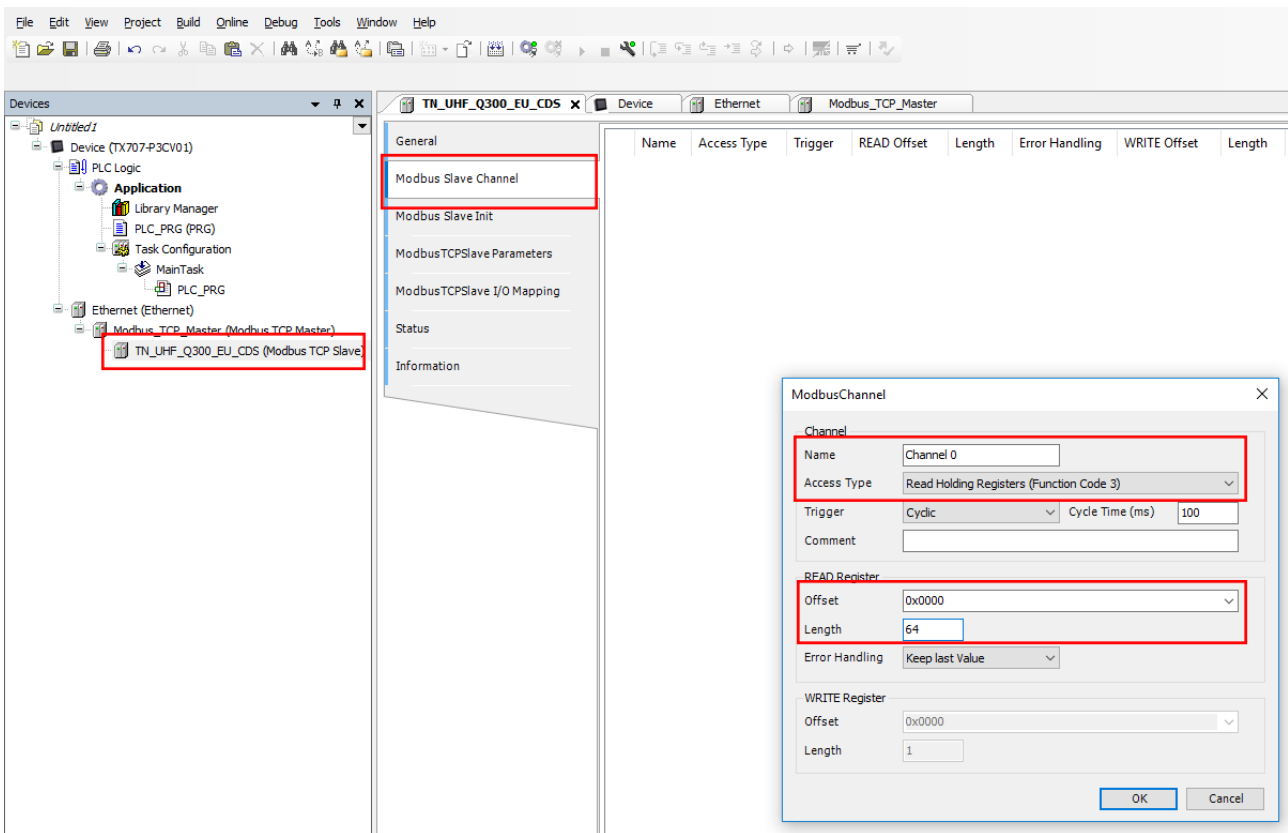 File Edit View Project Build Online Debug Tools Window Help
Devices
Untitled1
Device (TX707-P3CV01)
PLC Logic
Application
Library Manager
PLC_PRG (PRG)
Task Configuration
MainTask
PLC_PRG
Ethernet (Ethernet)
Modbus_TCP_Master (Modbus TCP Master)
TN_UHF_Q300_EU_CDS (Modbus TCP Slave)
TN_UHF_Q300_EU_CDS Device Ethernet Modbus_TCP_Master
General
Modbus Slave Channel
Modbus Slave Init
ModbusTCPSlave Parameters
ModbusTCPSlave I/O Mapping
Status
Information
Name Access Type Trigger READ Offset Length Error Handling WRITE Offset Length
ModbusChannel
Channel
Name Channel 0
Access Type Read Holding Registers (Function Code 3)
Trigger Cyclic Cycle Time (ms) 100
Comment
READ Register
Offset 0x0000
Length 64
Error Handling Keep last Value
WRITE Register
Offset 0x0000
Length 1
OK Cancel